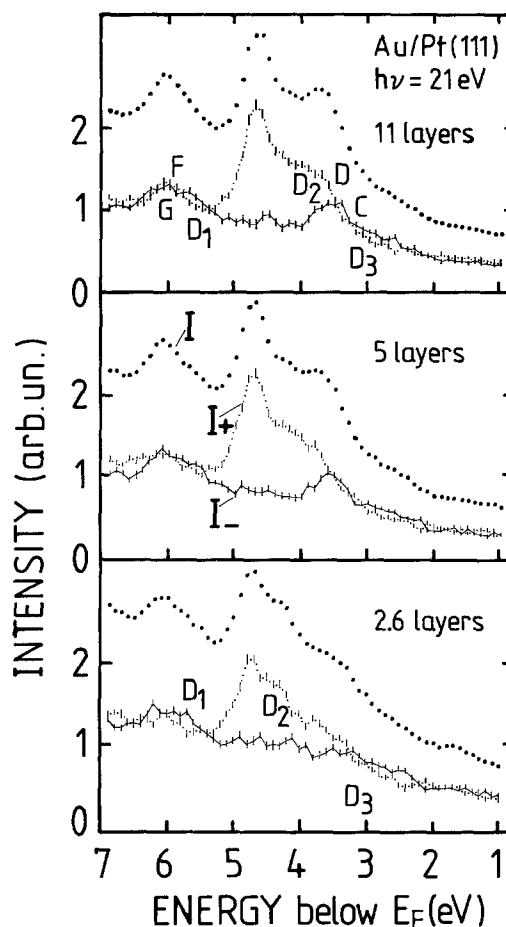 Au/Pt(111)
hν = 21 eV
11 layers
2
1
0
F
G
D1
D2
D
C
D3
5 layers
I
I+
I−
2
1
0
2.6 layers
D1
D2
D3
2
1
0
7 6 5 4 3 2 1
INTENSITY (arb.un.)
ENERGY below EF(eV)